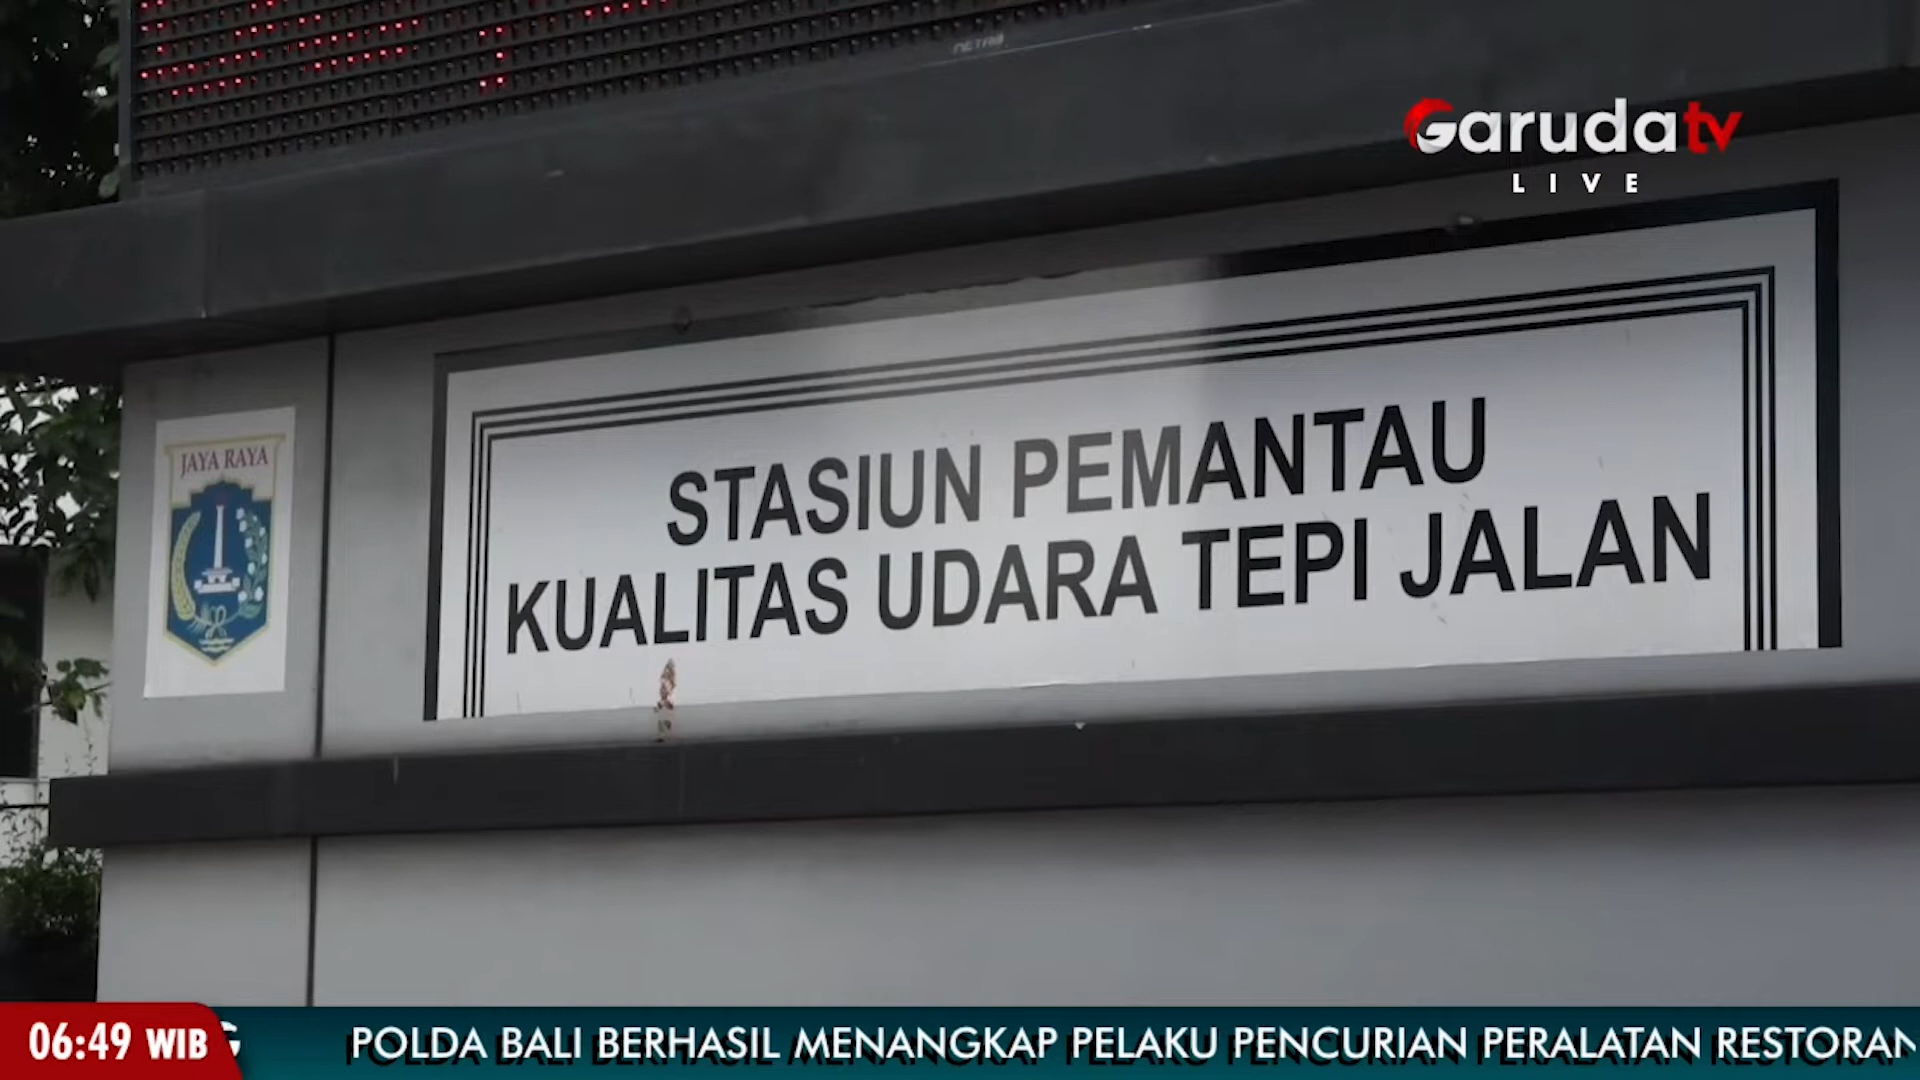 Garudatv
LIVE
JAYA RAYA
STASIUN PEMANTAU
KUALITAS UDARA TEPI JALAN
06:49 WIB
POLDA BALI BERHASIL MENANGKAP PELAKU PENCURIAN PERALATAN RESTORAN